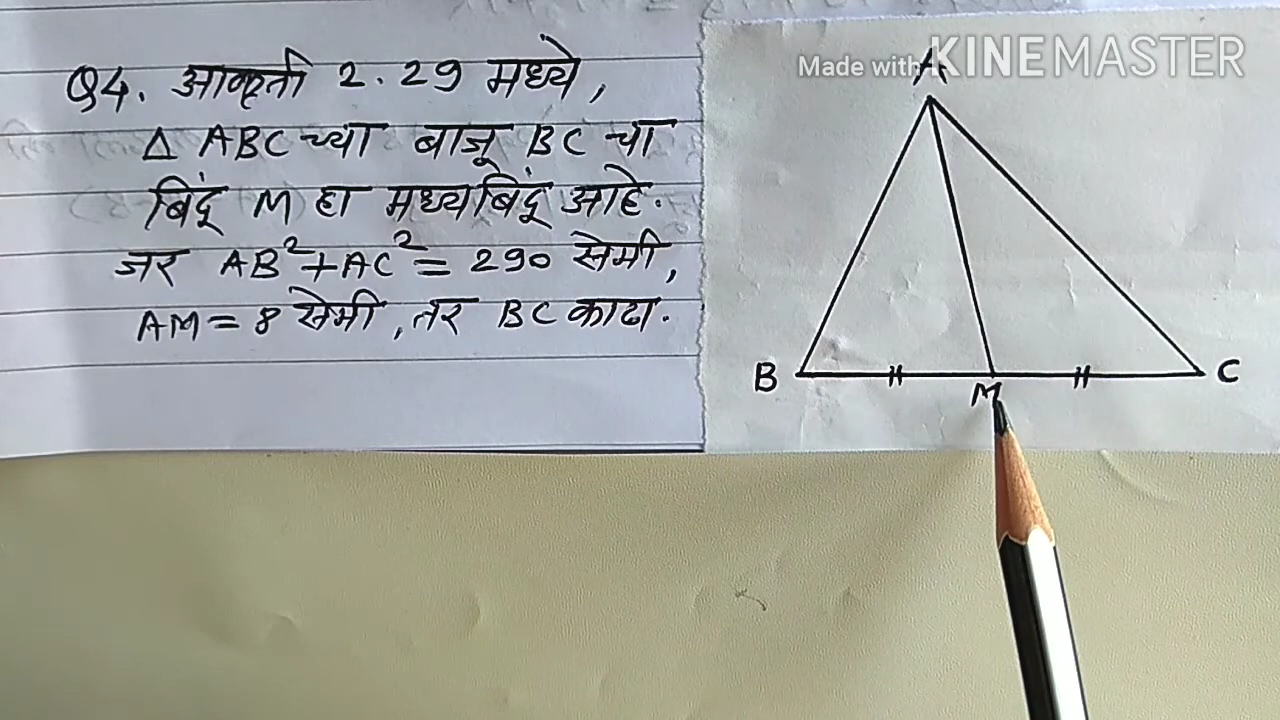 Q4. आकृती 2.29 मध्ये,
Δ ABC च्या बाजू BC चा
बिंदू M हा मध्यबिंदू आहे.
जर AB²+AC² = 290 सेमी,
AM = 8 सेमी, तर BC काढा.
Made with KINEMASTER
A
B
M
C